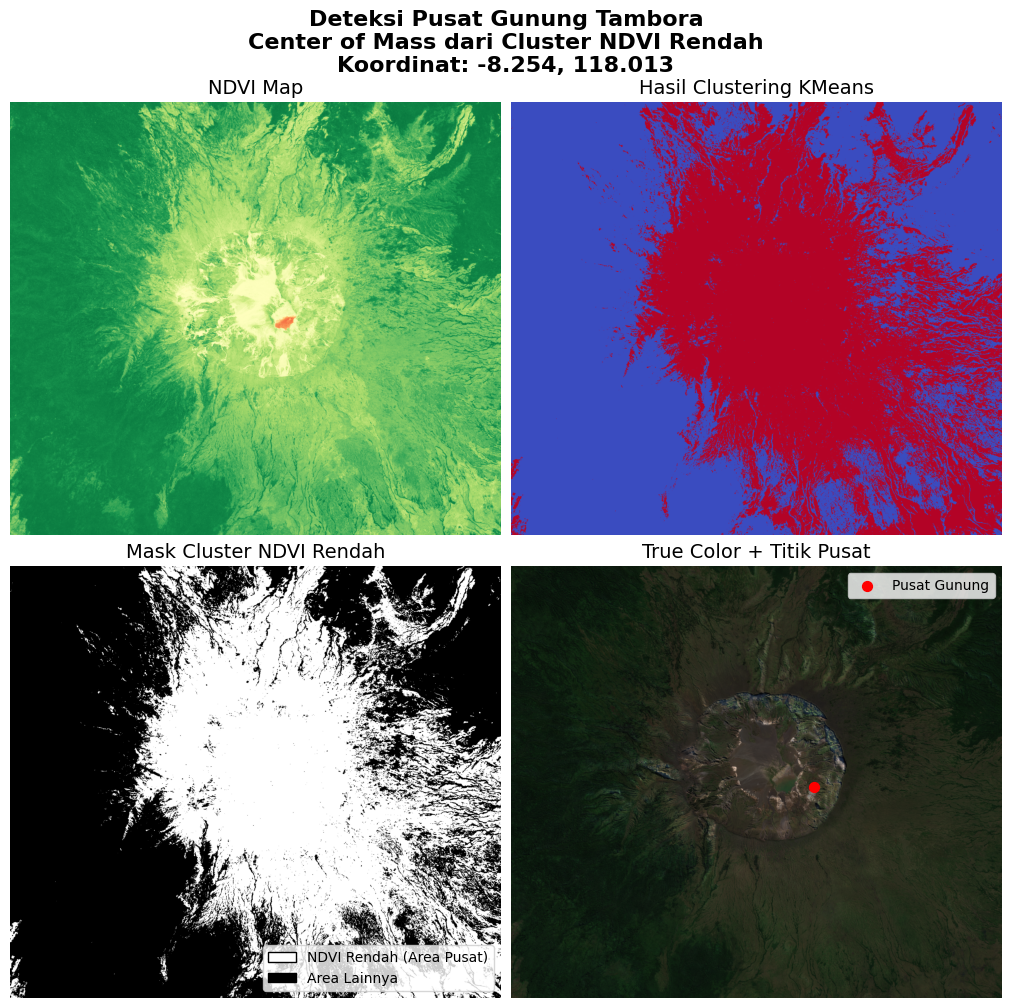 Deteksi Pusat Gunung Tambora
Center of Mass dari Cluster NDVI Rendah
Koordinat: -8.254, 118.013
NDVI Map
Hasil Clustering KMeans
Mask Cluster NDVI Rendah
NDVI Rendah (Area Pusat)
Area Lainnya
True Color + Titik Pusat
Pusat Gunung